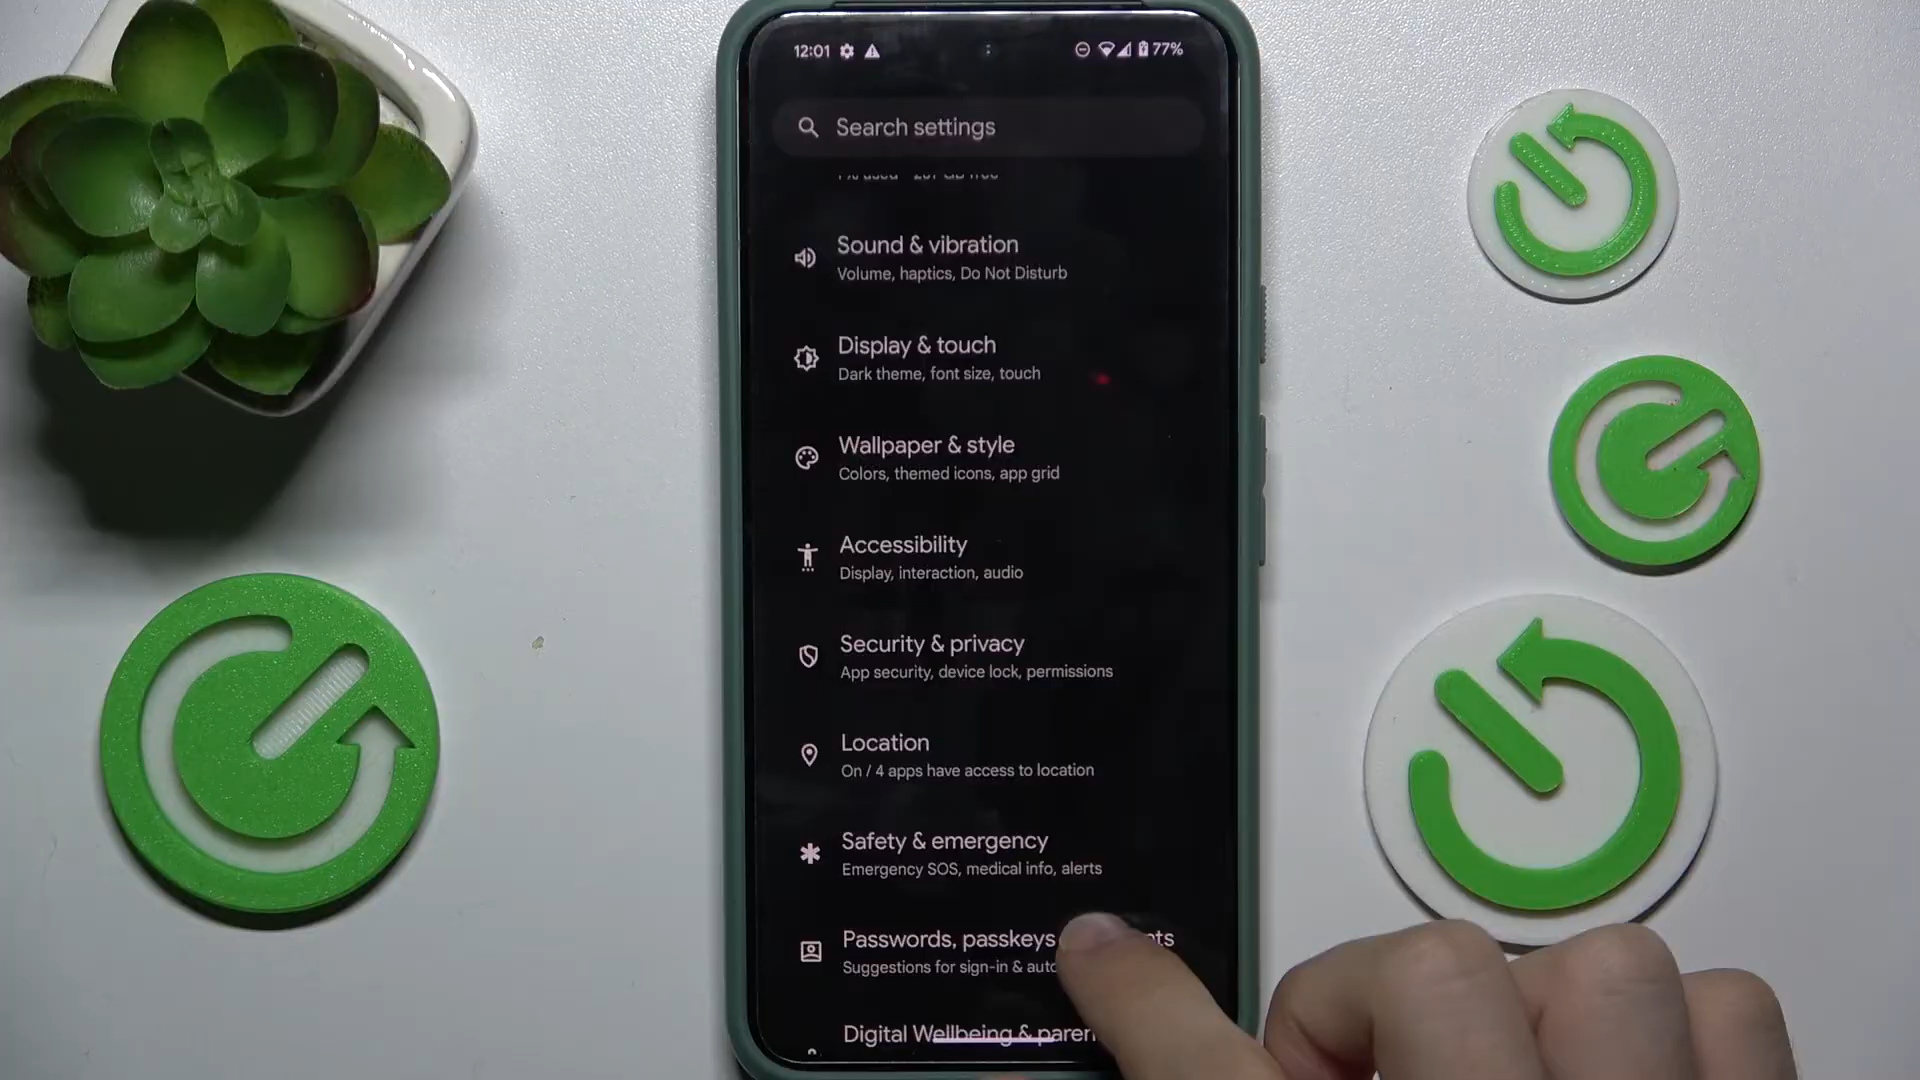 12:01
77%
Search settings
Sound & vibration
Volume, haptics, Do Not Disturb
Display & touch
Dark theme, font size, touch
Wallpaper & style
Colors, themed icons, app grid
Accessibility
Display, interaction, audio
Security & privacy
App security, device lock, permissions
Location
On / 4 apps have access to location
Safety & emergency
Emergency SOS, medical info, alerts
Passwords, passkeys
Suggestions for sign-in &
Digital Wellbeing &